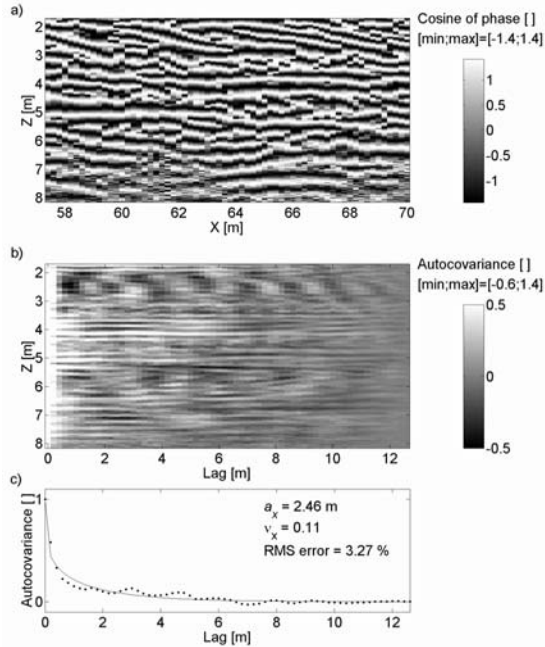 a)
Cosine of phase [ ]
[min;max]=[-1.4;1.4]
2
3
4
5
6
7
8
Z [m]
58 60 62 64 66 68 70
X [m]
1
0.5
0
-0.5
-1
b)
Autocovariance [ ]
[min;max]=[-0.6;1.4]
2
3
4
5
6
7
8
Z [m]
0 2 4 6 8 10 12
Lag [m]
0.5
0
-0.5
c)
1
0
Autocovariance [ ]
aₓ = 2.46 m
νₓ = 0.11
RMS error = 3.27 %
0 2 4 6 8 10 12
Lag [m]